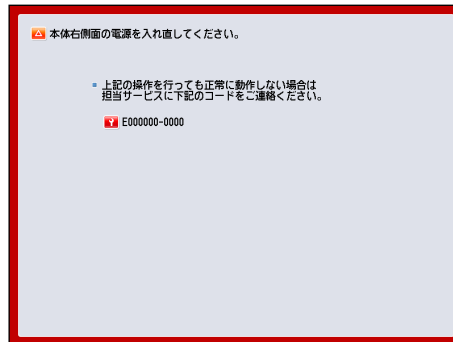 本体右側面の電源を入れ直してください。
上記の操作を行っても正常に動作しない場合は
担当サービスに下記のコードをご連絡ください。
E000000-0000